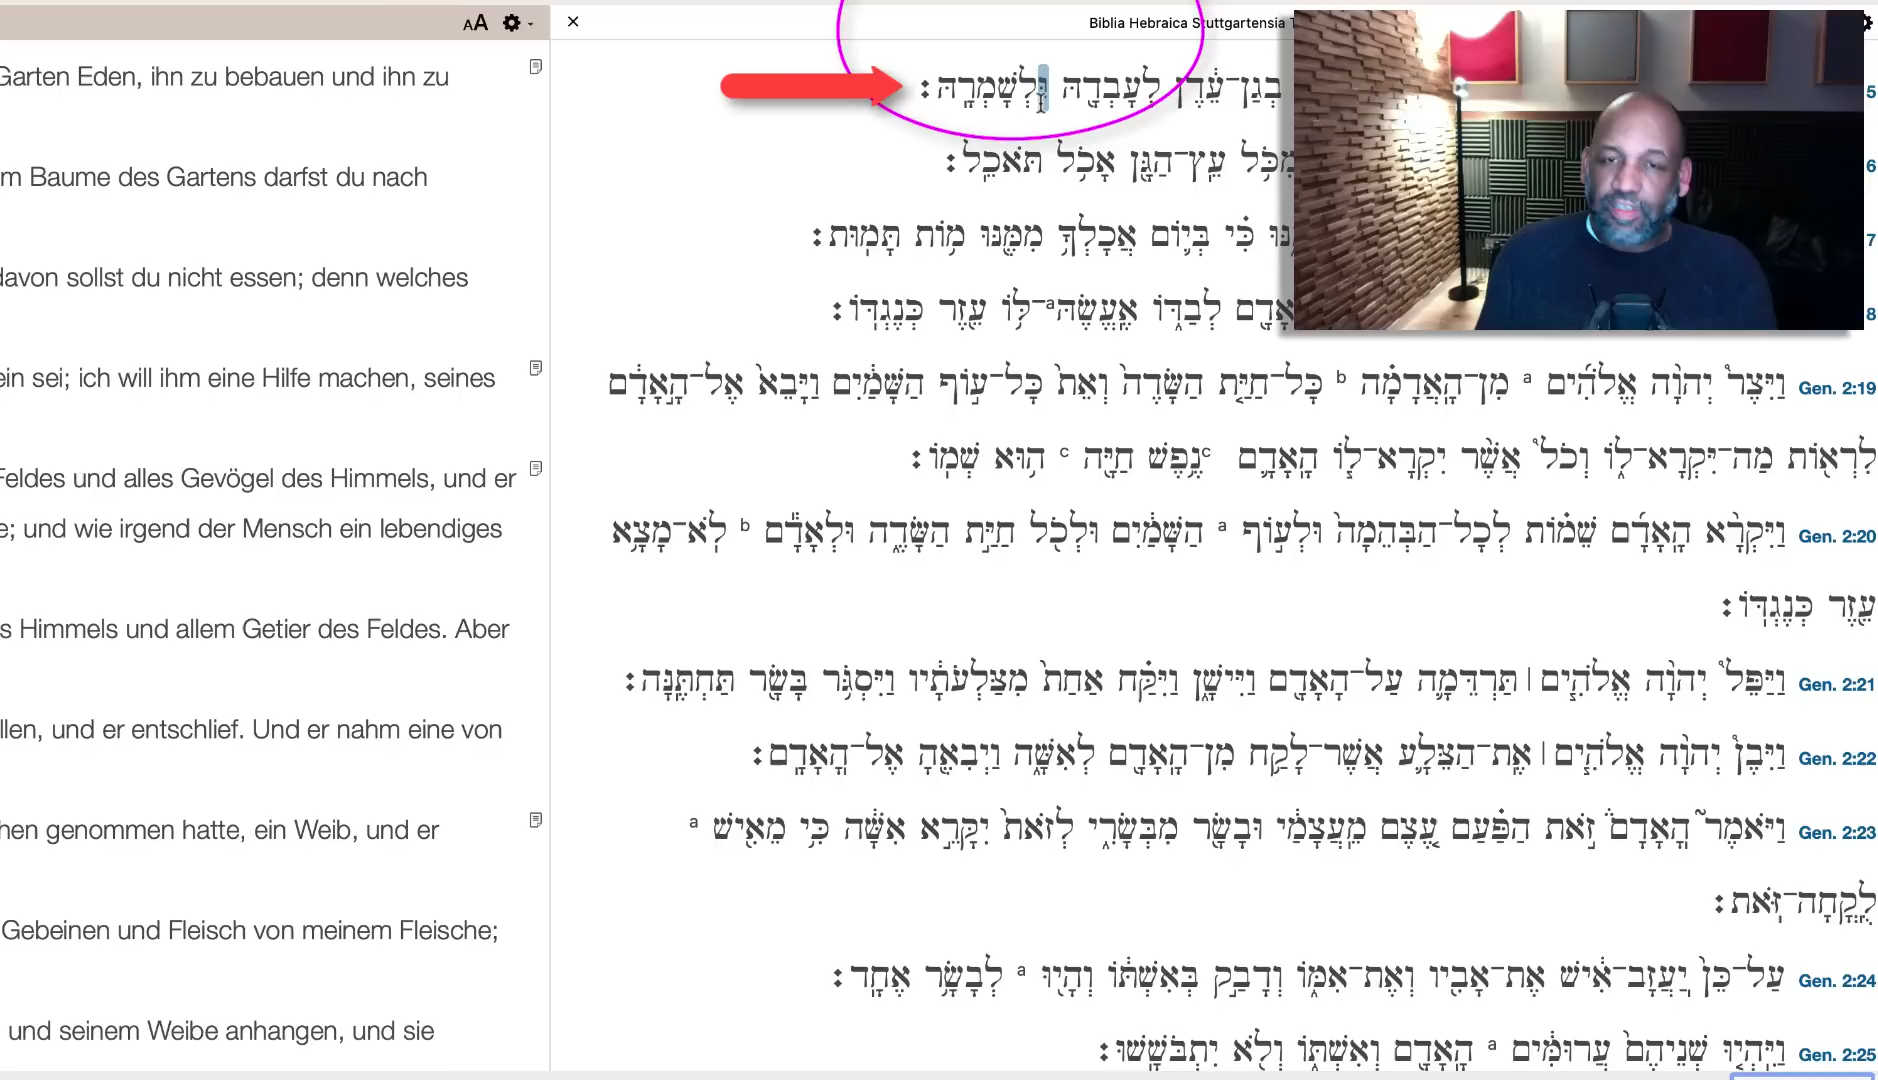 AA
Biblia Hebraica Stuttgartensia
Garten Eden, ihn zu bebauen und ihn zu
m Baume des Gartens darfst du nach
davon sollst du nicht essen; denn welches
ein sei; ich will ihm eine Hilfe machen, seines
Feldes und alles Gevögel des Himmels, und er
e; und wie irgend der Mensch ein lebendiges
s Himmels und allem Getier des Feldes. Aber
llen, und er entschlief. Und er nahm eine von
hen genommen hatte, ein Weib, und er
Gebeinen und Fleisch von meinem Fleische;
und seinem Weibe anhangen, und sie
בְגַן־עֵ֔דֶן לְעָבְדָ֖הּ וּלְשָׁמְרָֽהּ׃
5
מִכֹּ֥ל עֵֽץ־הַגָּ֖ן אָכֹ֥ל תֹּאכֵֽל׃
6
כִּ֗י בְּי֛וֹם אֲכָלְךָ֥ מִמֶּ֖נּוּ מ֥וֹת תָּמֽוּת׃
7
לְבַדּ֑וֹ אֶֽעֱשֶׂהּ־a לּ֥וֹ עֵ֖זֶר כְּנֶגְדּֽוֹ׃
8
Gen. 2:19 וַיִּצֶר֩ יְהוָ֨ה אֱלֹהִ֜ים a מִן־הָֽאֲדָמָ֗ה b כָּל־חַיַּ֤ת הַשָּׂדֶה֙ וְאֵת֙ כָּל־ע֣וֹף הַשָּׁמַ֔יִם וַיָּבֵא֙ אֶל־הָ֣אָדָ֔ם
לִרְא֖וֹת מַה־יִּקְרָא־ל֑וֹ וְכֹל֩ אֲשֶׁ֨ר יִקְרָא־ל֧וֹ הָֽאָדָ֛ם cנֶ֥פֶשׁ חַיָּ֖ה c ה֥וּא שְׁמֽוֹ׃
Gen. 2:20 וַיִּקְרָ֨א הָֽאָדָ֜ם שֵׁמ֗וֹת לְכָל־הַבְּהֵמָה֙ וּלְע֣וֹף a הַשָּׁמַ֔יִם וּלְכֹ֖ל חַיַּ֣ת הַשָּׂדֶ֑ה וּלְאָדָ֕ם b לֹֽא־מָצָ֥א
עֵ֖זֶר כְּנֶגְדּֽוֹ׃
Gen. 2:21 וַיַּפֵּל֩ יְהוָ֨ה אֱלֹהִ֧ים ׀ תַּרְדֵּמָ֛ה עַל־הָאָדָ֖ם וַיִּישָׁ֑ן וַיִּקַּ֗ח אַחַת֙ מִצַּלְעֹתָ֔יו וַיִּסְגֹּ֥ר בָּשָׂ֖ר תַּחְתֶּֽנָּה׃
Gen. 2:22 וַיִּבֶן֩ יְהוָ֨ה אֱלֹהִ֧ים ׀ אֶֽת־הַצֵּלָ֛ע אֲשֶׁר־לָקַ֥ח מִן־הָֽאָדָ֖ם לְאִשָּׁ֑ה וַיְבִאֶ֖הָ אֶל־הָֽאָדָֽם׃
Gen. 2:23 וַיֹּאמֶר֮ הָֽאָדָם֒ זֹ֣את הַפַּ֗עַם עֶ֚צֶם מֵֽעֲצָמַ֔י וּבָשָׂ֖ר מִבְּשָׂרִ֑י לְזֹאת֙ יִקָּרֵ֣א אִשָּׁ֔ה כִּ֥י מֵאִ֖ישׁ a
לֻֽקֳחָה־זֹּֽאת׃
Gen. 2:24 עַל־כֵּן֙ יַֽעֲזָב־אִ֔ישׁ אֶת־אָבִ֖יו וְאֶת־אִמּ֑וֹ וְדָבַ֣ק בְּאִשְׁתּ֔וֹ וְהָי֖וּ a לְבָשָׂ֥ר אֶחָֽד׃
Gen. 2:25 וַיִּֽהְי֤וּ שְׁנֵיהֶם֙ עֲרוּמִּ֔ים a הָֽאָדָ֖ם וְאִשְׁתּ֑וֹ וְלֹ֖א יִתְבֹּשָֽׁשׁוּ׃